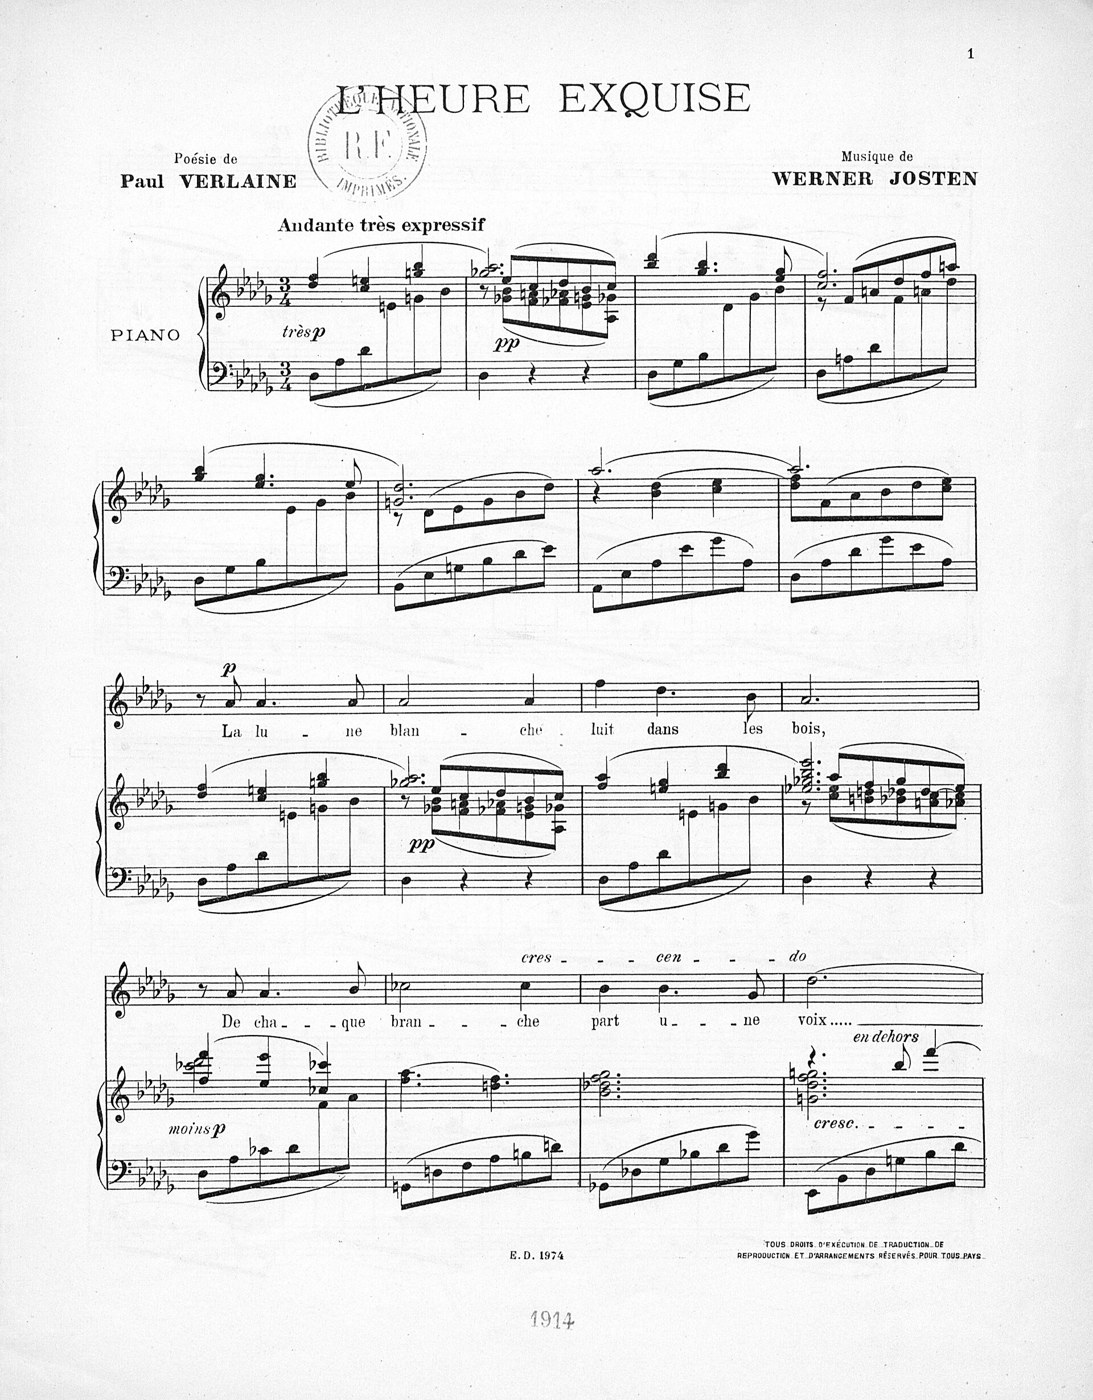 1
L'HEURE EXQUISE
BIBLIOTHÈQUE NATIONALE
R.F.
IMPRIMÉS.
Poésie de
Paul VERLAINE
Musique de
WERNER JOSTEN
Andante très expressif
PIANO
très p
pp
p
La lu - ne blan - che luit dans les bois,
pp
cres - cen - do
De cha - que bran - che part u - ne voix.....
en dehors
moins p
cresc. - - -
E. D. 1974
TOUS DROITS D'EXÉCUTION DE TRADUCTION DE
REPRODUCTION ET D'ARRANGEMENTS RÉSERVÉS POUR TOUS PAYS
1914